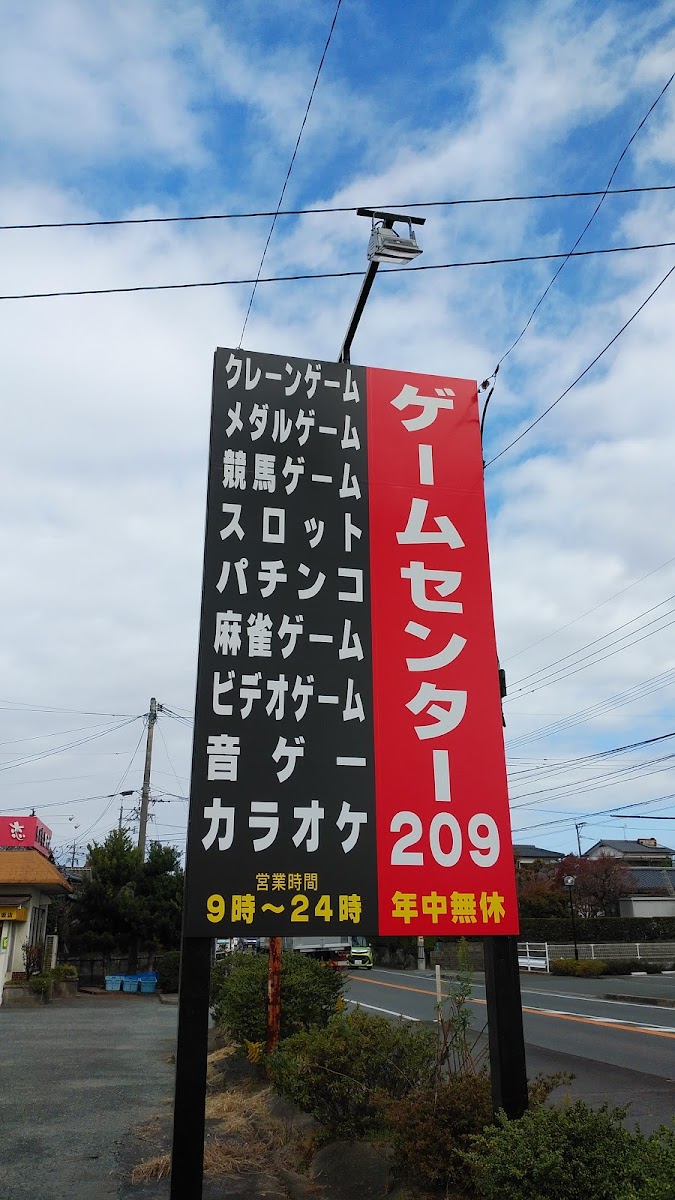 ゲームセンター
209
年中無休
クレーンゲーム
メダルゲーム
競馬ゲーム
スロット
パチンコ
麻雀ゲーム
ビデオゲーム
音ゲー
カラオケ
営業時間
9時～24時